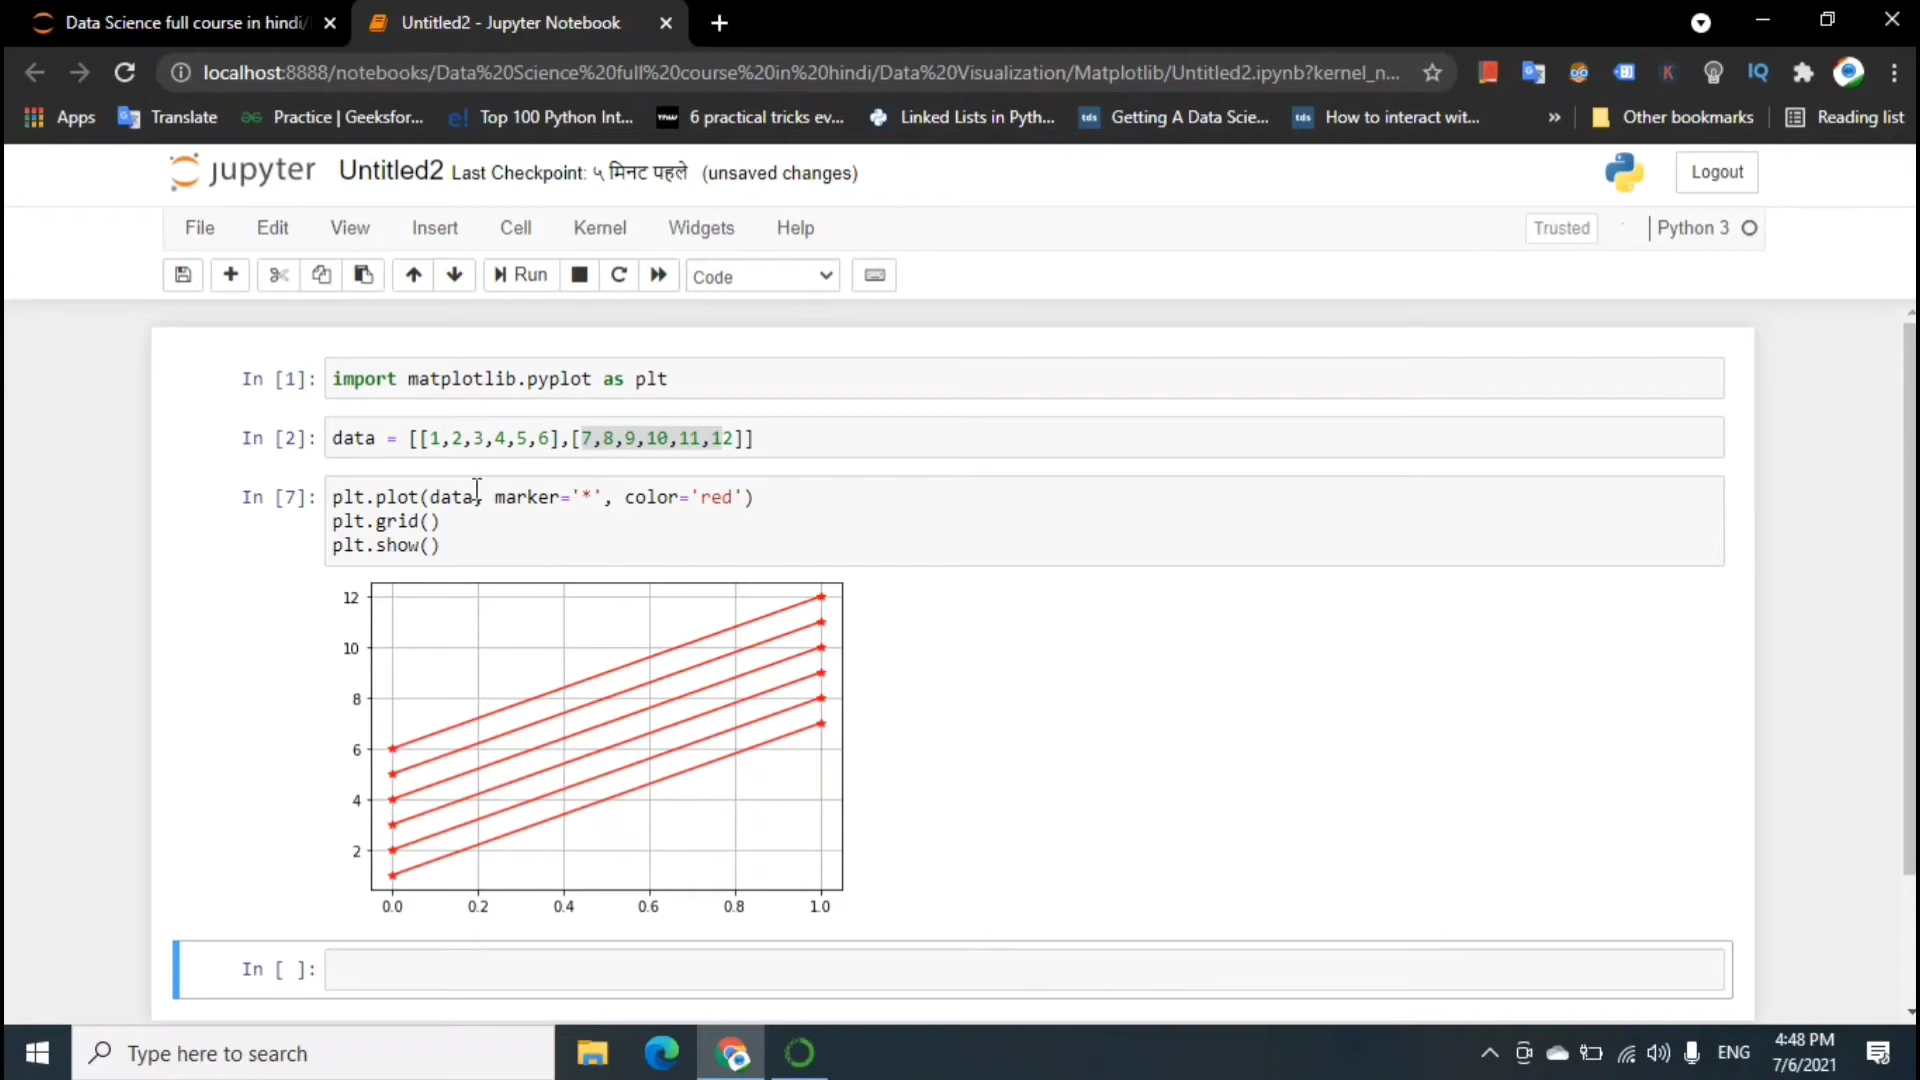 Data Science full course in hindi/
Untitled2 - Jupyter Notebook
localhost:8888/notebooks/Data%20Science%20full%20course%20in%20hindi/Data%20Visualization/Matplotlib/Untitled2.ipynb?kernel_n...
Apps Translate Practice | Geeksfor... Top 100 Python Int... 6 practical tricks ev... Linked Lists in Pyth... Getting A Data Scie... How to interact wit... » Other bookmarks Reading list
jupyter Untitled2 Last Checkpoint: ५ मिनट पहले (unsaved changes) Logout
File Edit View Insert Cell Kernel Widgets Help Trusted Python 3
Run Code
In [1]: import matplotlib.pyplot as plt
In [2]: data = [[1,2,3,4,5,6],[7,8,9,10,11,12]]
In [7]: plt.plot(data, marker='*', color='red')
plt.grid()
plt.show()
12
10
8
6
4
2
0.0 0.2 0.4 0.6 0.8 1.0
In [ ]:
Type here to search
ENG
4:48 PM
7/6/2021